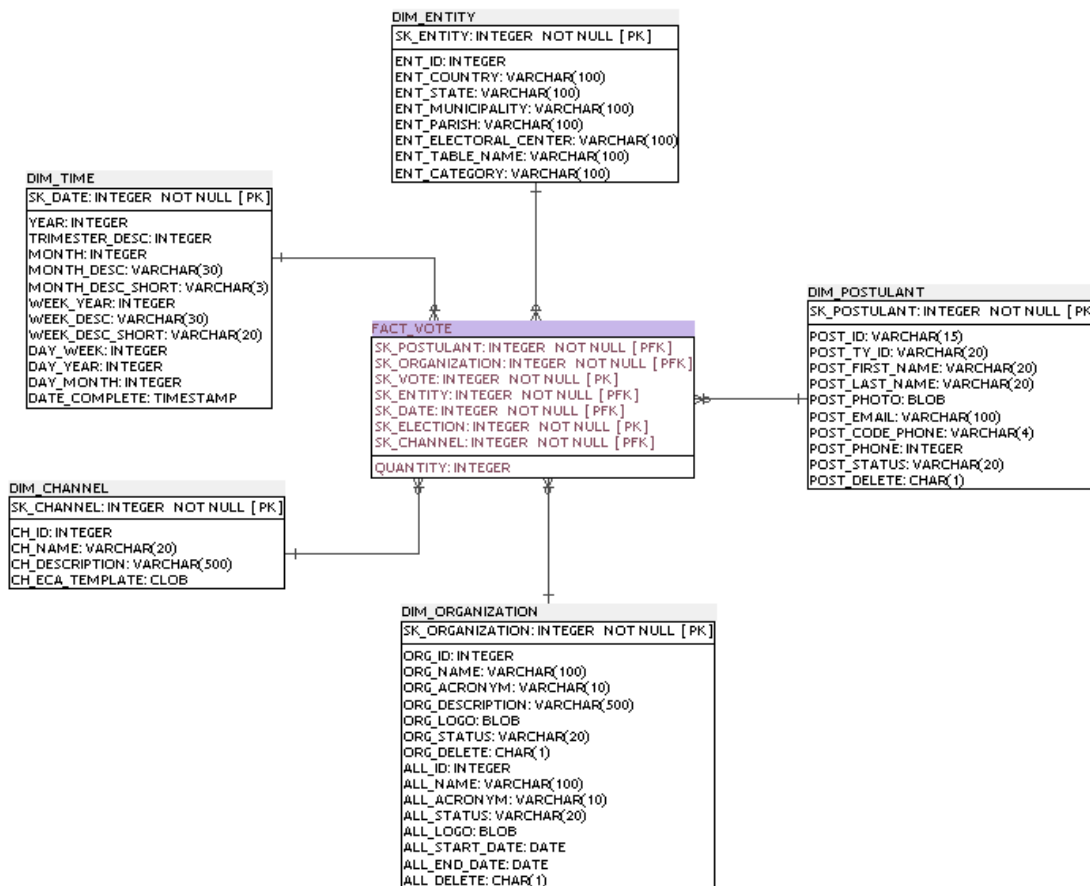 DIM_ENTITY
SK_ENTITY: INTEGER NOT NULL [ PK ]
ENT_ID: INTEGER
ENT_COUNTRY: VARCHAR(100)
ENT_STATE: VARCHAR(100)
ENT_MUNICIPALITY: VARCHAR(100)
ENT_PARISH: VARCHAR(100)
ENT_ELECTORAL_CENTER: VARCHAR(100)
ENT_TABLE_NAME: VARCHAR(100)
ENT_CATEGORY: VARCHAR(100)
DIM_TIME
SK_DATE: INTEGER NOT NULL [ PK ]
YEAR: INTEGER
TRIMESTER_DESC: INTEGER
MONTH: INTEGER
MONTH_DESC: VARCHAR(30)
MONTH_DESC_SHORT: VARCHAR(3)
WEEK_YEAR: INTEGER
WEEK_DESC: VARCHAR(30)
WEEK_DESC_SHORT: VARCHAR(20)
DAY_WEEK: INTEGER
DAY_YEAR: INTEGER
DAY_MONTH: INTEGER
DATE_COMPLETE: TIMESTAMP
FACT_VOTE
SK_POSTULANT: INTEGER NOT NULL [ PFK ]
SK_ORGANIZATION: INTEGER NOT NULL [ PFK ]
SK_VOTE: INTEGER NOT NULL [ PK ]
SK_ENTITY: INTEGER NOT NULL [ PFK ]
SK_DATE: INTEGER NOT NULL [ PFK ]
SK_ELECTION: INTEGER NOT NULL [ PK ]
SK_CHANNEL: INTEGER NOT NULL [ PFK ]
QUANTITY: INTEGER
DIM_POSTULANT
SK_POSTULANT: INTEGER NOT NULL [ PK
POST_ID: VARCHAR(15)
POST_TY_ID: VARCHAR(20)
POST_FIRST_NAME: VARCHAR(20)
POST_LAST_NAME: VARCHAR(20)
POST_PHOTO: BLOB
POST_EMAIL: VARCHAR(100)
POST_CODE_PHONE: VARCHAR(4)
POST_PHONE: INTEGER
POST_STATUS: VARCHAR(20)
POST_DELETE: CHAR(1)
DIM_CHANNEL
SK_CHANNEL: INTEGER NOT NULL [ PK ]
CH_ID: INTEGER
CH_NAME: VARCHAR(20)
CH_DESCRIPTION: VARCHAR(500)
CH_ECA_TEMPLATE: CLOB
DIM_ORGANIZATION
SK_ORGANIZATION: INTEGER NOT NULL [ PK ]
ORG_ID: INTEGER
ORG_NAME: VARCHAR(100)
ORG_ACRONYM: VARCHAR(10)
ORG_DESCRIPTION: VARCHAR(500)
ORG_LOGO: BLOB
ORG_STATUS: VARCHAR(20)
ORG_DELETE: CHAR(1)
ALL_ID: INTEGER
ALL_NAME: VARCHAR(100)
ALL_ACRONYM: VARCHAR(10)
ALL_STATUS: VARCHAR(20)
ALL_LOGO: BLOB
ALL_START_DATE: DATE
ALL_END_DATE: DATE
ALL_DELETE: CHAR(1)